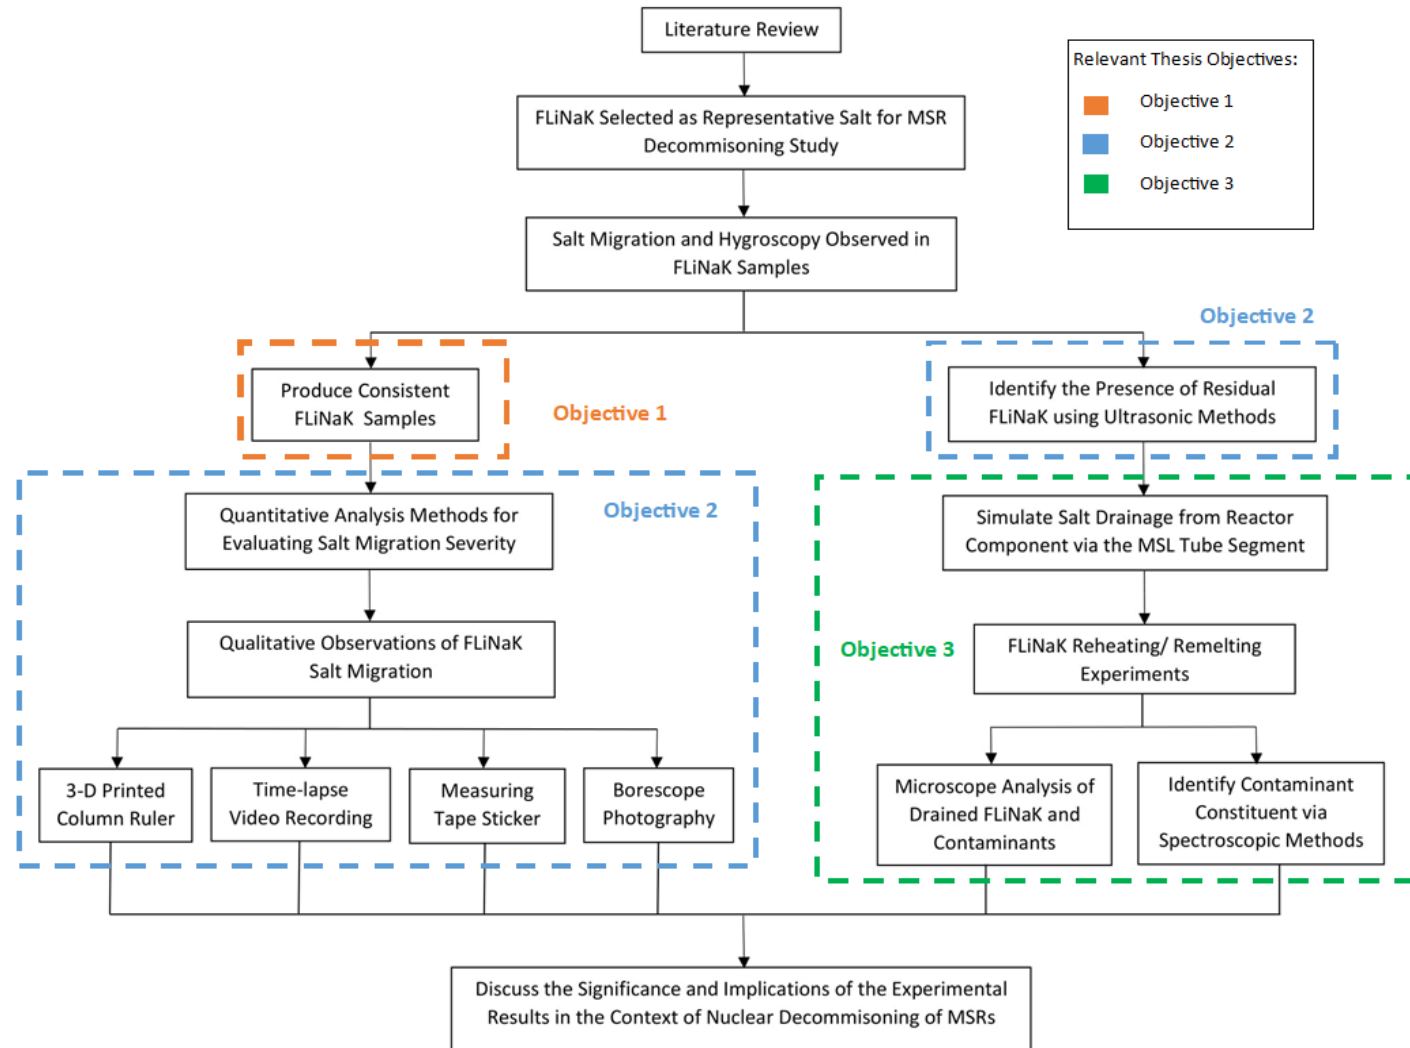 Literature Review
Relevant Thesis Objectives:
Objective 1
Objective 2
Objective 3
FLiNaK Selected as Representative Salt for MSR
Decommisoning Study
Salt Migration and Hygroscopy Observed in
FLiNaK Samples
Objective 2
Produce Consistent
FLiNaK Samples
Objective 1
Identify the Presence of Residual
FLiNaK using Ultrasonic Methods
Quantitative Analysis Methods for
Evaluating Salt Migration Severity
Objective 2
Simulate Salt Drainage from Reactor
Component via the MSL Tube Segment
Qualitative Observations of FLiNaK
Salt Migration
Objective 3
FLiNaK Reheating/ Remelting
Experiments
3-D Printed
Column Ruler
Time-lapse
Video Recording
Measuring
Tape Sticker
Borescope
Photography
Microscope Analysis of
Drained FLiNaK and
Contaminants
Identify Contaminant
Constituent via
Spectroscopic Methods
Discuss the Significance and Implications of the Experimental
Results in the Context of Nuclear Decommisoning of MSRs